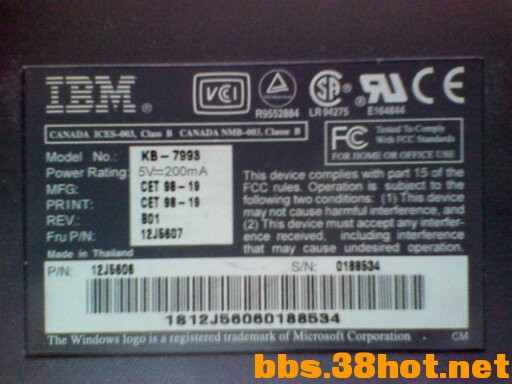 IBM®
VCI
R9552884
LR 94275
E164844
CANADA ICES-003, Class B CANADA NMB-003, Classe B
FC Tested To Comply
With FCC Standards
FOR HOME OR OFFICE USE
Model No.: KB-7993
Power Rating: 5V⎓200mA
MFG: CET 98-19
PRINT: CET 98-19
REV.: B01
Fru P/N: 12J5607
Made in Thailand
This device complies with part 15 of the
FCC rules. Operation is subject to the
following two conditions: (1) This device
may not cause harmful interference, and
(2) This device must accept any interfer-
ence received, including interference
that may cause undesired operation.
P/N: 12J5606 S/N: 0188534
1812J56060188534
The Windows logo is a registered trademark of Microsoft Corporation
CM
bbs.38hot.net